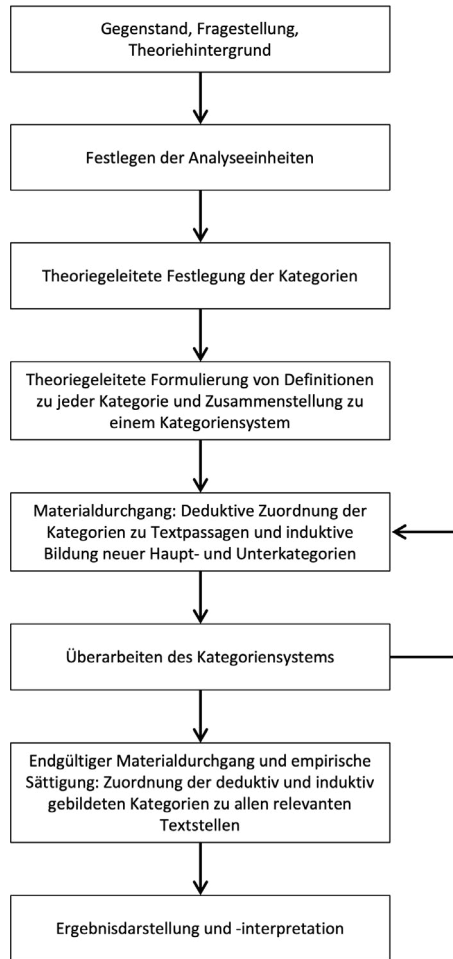 Gegenstand, Fragestellung,
Theoriehintergrund
Festlegen der Analyseeinheiten
Theoriegeleitete Festlegung der Kategorien
Theoriegeleitete Formulierung von Definitionen
zu jeder Kategorie und Zusammenstellung zu
einem Kategoriensystem
Materialdurchgang: Deduktive Zuordnung der
Kategorien zu Textpassagen und induktive
Bildung neuer Haupt- und Unterkategorien
Überarbeiten des Kategoriensystems
Endgültiger Materialdurchgang und empirische
Sättigung: Zuordnung der deduktiv und induktiv
gebildeten Kategorien zu allen relevanten
Textstellen
Ergebnisdarstellung und -interpretation